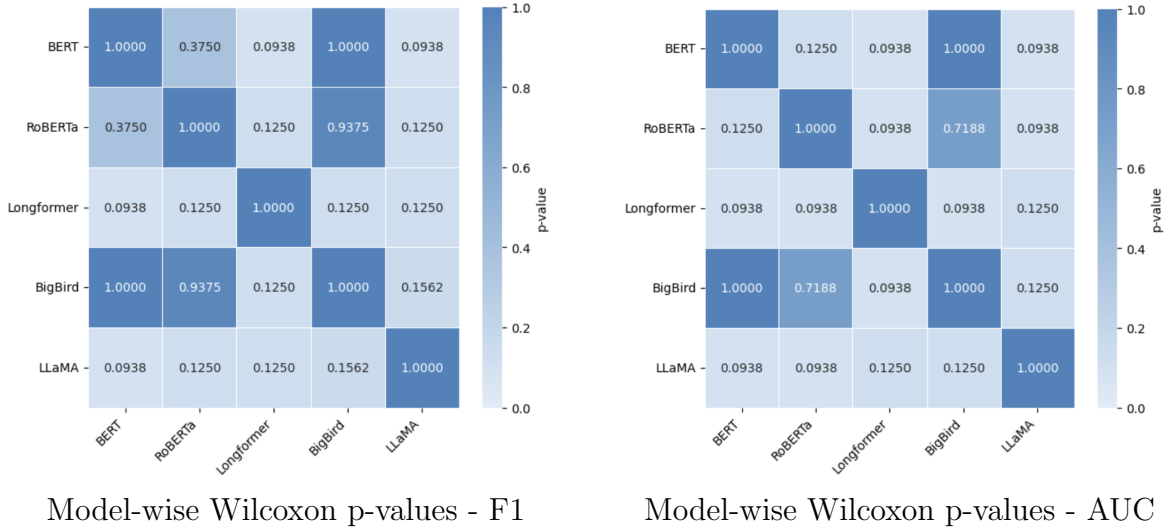 BERT 1.0000 0.3750 0.0938 1.0000 0.0938
RoBERTa 0.3750 1.0000 0.1250 0.9375 0.1250
Longformer 0.0938 0.1250 1.0000 0.1250 0.1250
BigBird 1.0000 0.9375 0.1250 1.0000 0.1562
LLaMA 0.0938 0.1250 0.1250 0.1562 1.0000
BERT RoBERTa Longformer BigBird LLaMA
1.0
0.8
0.6
0.4
0.2
0.0
p-value
Model-wise Wilcoxon p-values - F1
BERT 1.0000 0.1250 0.0938 1.0000 0.0938
RoBERTa 0.1250 1.0000 0.0938 0.7188 0.0938
Longformer 0.0938 0.0938 1.0000 0.0938 0.1250
BigBird 1.0000 0.7188 0.0938 1.0000 0.1250
LLaMA 0.0938 0.0938 0.1250 0.1250 1.0000
BERT RoBERTa Longformer BigBird LLaMA
1.0
0.8
0.6
0.4
0.2
0.0
p-value
Model-wise Wilcoxon p-values - AUC